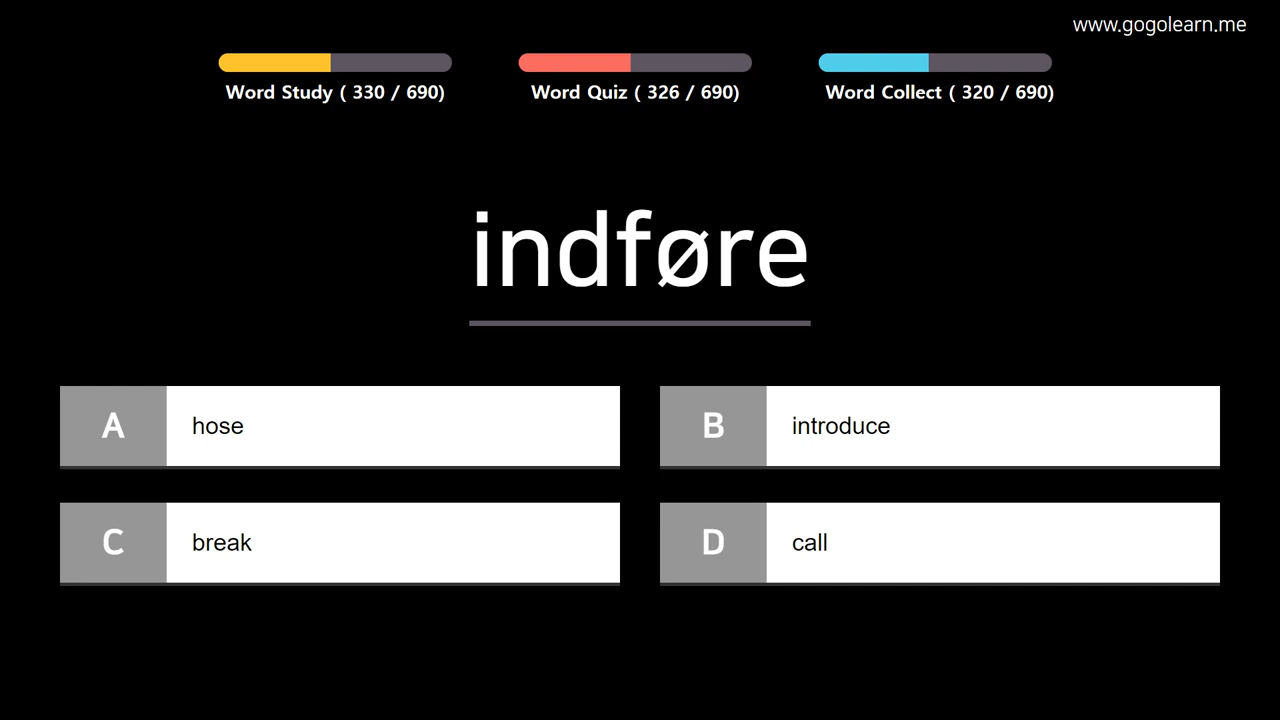 www.gogolearn.me
Word Study ( 330 / 690)
Word Quiz ( 326 / 690)
Word Collect ( 320 / 690)
indføre
A hose
B introduce
C break
D call